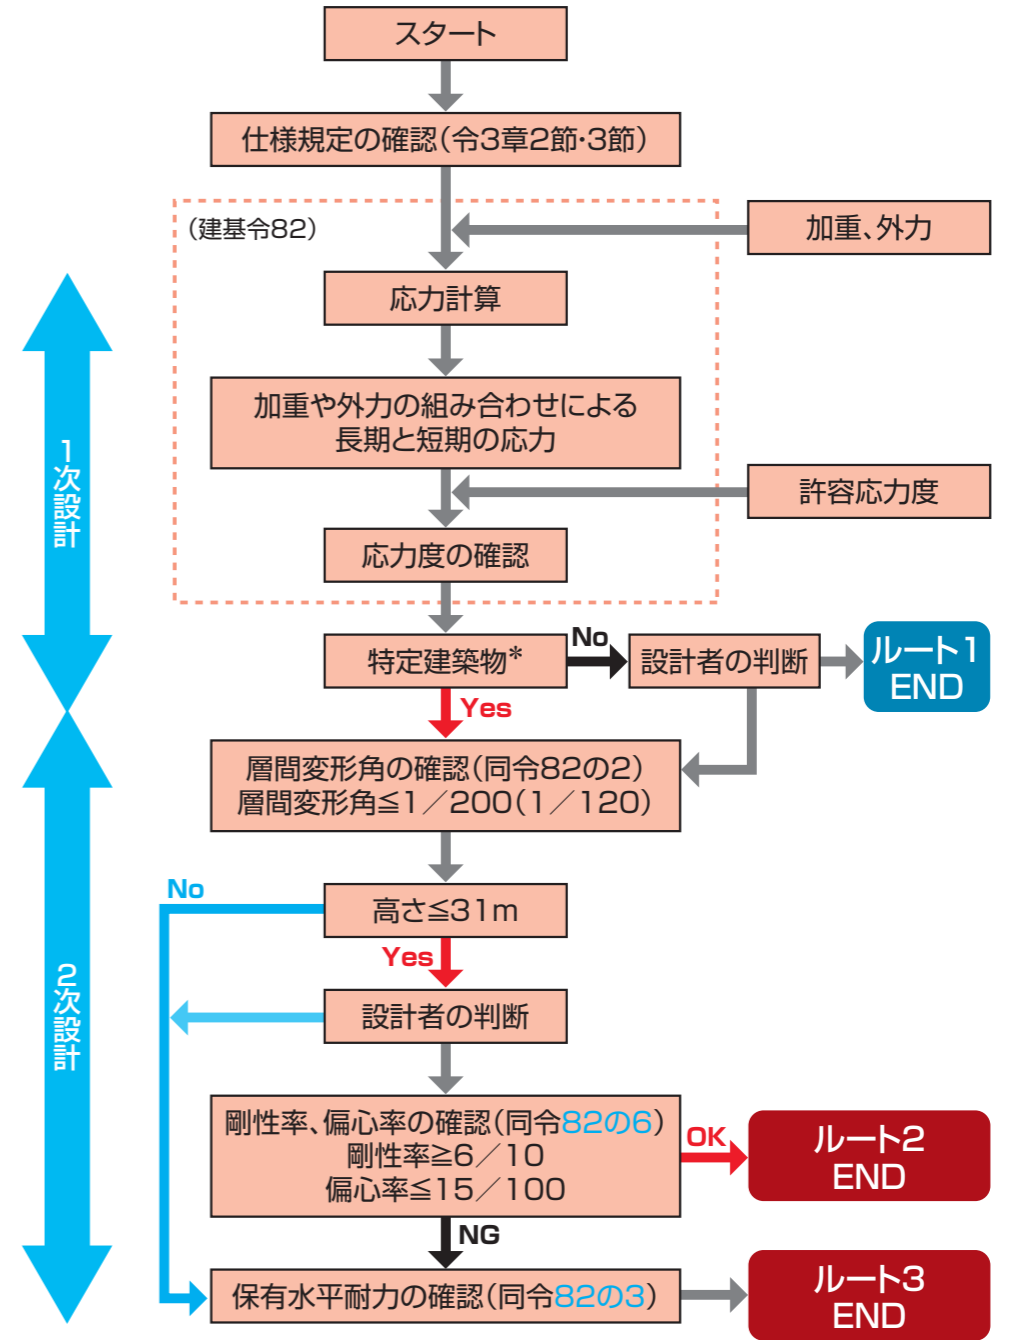 スタート
仕様規定の確認（令3章2節・3節）
（建基令82）
加重、外力
応力計算
加重や外力の組み合わせによる
長期と短期の応力
1次設計
許容応力度
応力度の確認
特定建築物*
No
設計者の判断
ルート1
END
Yes
層間変形角の確認（同令82の2）
層間変形角≦1／200（1／120）
No
高さ≦31m
Yes
設計者の判断
2次設計
剛性率、偏心率の確認（同令82の6）
剛性率≧6／10
偏心率≦15／100
OK
ルート2
END
NG
保有水平耐力の確認（同令82の3）
ルート3
END